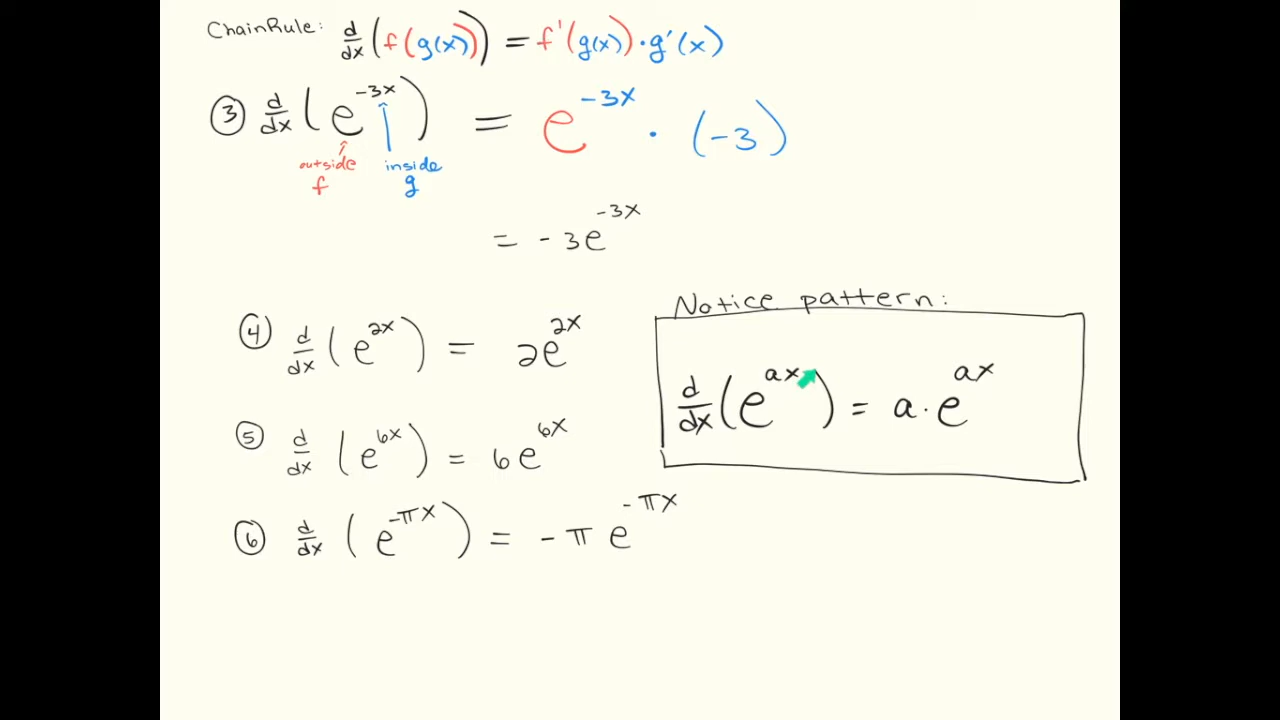 ChainRule: d/dx (f(g(x))) = f'(g(x))·g'(x)
③ d/dx (e^{-3x}) = e^{-3x} · (-3)
outside inside
f g
= -3e^{-3x}
Notice pattern:
④ d/dx (e^{2x}) = 2e^{2x}
d/dx (e^{ax}) = a·e^{ax}
⑤ d/dx (e^{6x}) = 6e^{6x}
⑥ d/dx (e^{-πx}) = -πe^{-πx}